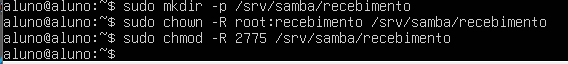 aluno@aluno:~$ sudo mkdir -p /srv/samba/recebimento
aluno@aluno:~$ sudo chown -R root:recebimento /srv/samba/recebimento
aluno@aluno:~$ sudo chmod -R 2775 /srv/samba/recebimento
aluno@aluno:~$